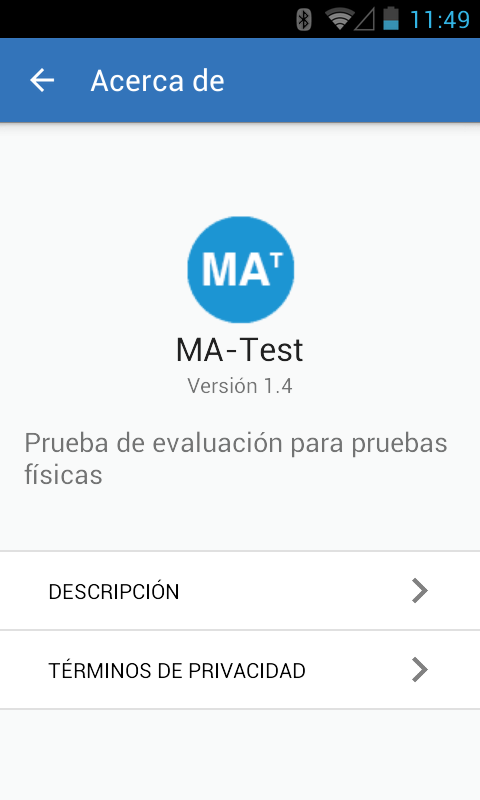 11:49
Acerca de
MAT
MA-Test
Versión 1.4
Prueba de evaluación para pruebas
físicas
DESCRIPCIÓN
TÉRMINOS DE PRIVACIDAD